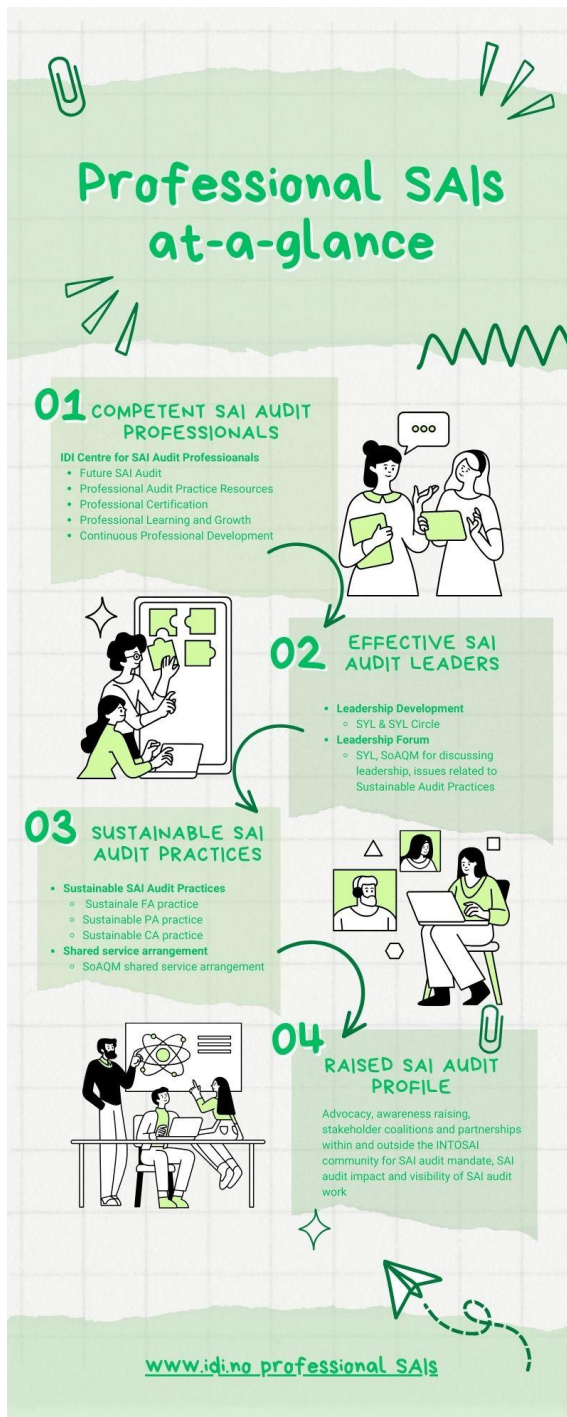 Professional SAIs
at-a-glance
01 COMPETENT SAI AUDIT
PROFESSIONALS
IDI Centre for SAI Audit Professioanals
• Future SAI Audit
• Professional Audit Practice Resources
• Professional Certification
• Professional Learning and Growth
• Continuous Professional Development
02 EFFECTIVE SAI
AUDIT LEADERS
• Leadership Development
◦ SYL & SYL Circle
• Leadership Forum
◦ SYL, SoAQM for discussing
leadership, issues related to
Sustainable Audit Practices
03 SUSTAINABLE SAI
AUDIT PRACTICES
• Sustainable SAI Audit Practices
◦ Sustainale FA practice
◦ Sustainable PA practice
◦ Sustainable CA practice
• Shared service arrangement
◦ SoAQM shared service arrangement
04
RAISED SAI AUDIT
PROFILE
Advocacy, awareness raising,
stakeholder coalitions and partnerships
within and outside the INTOSAI
community for SAI audit mandate, SAI
audit impact and visibility of SAI audit
work
www.idi.no professional SAIs